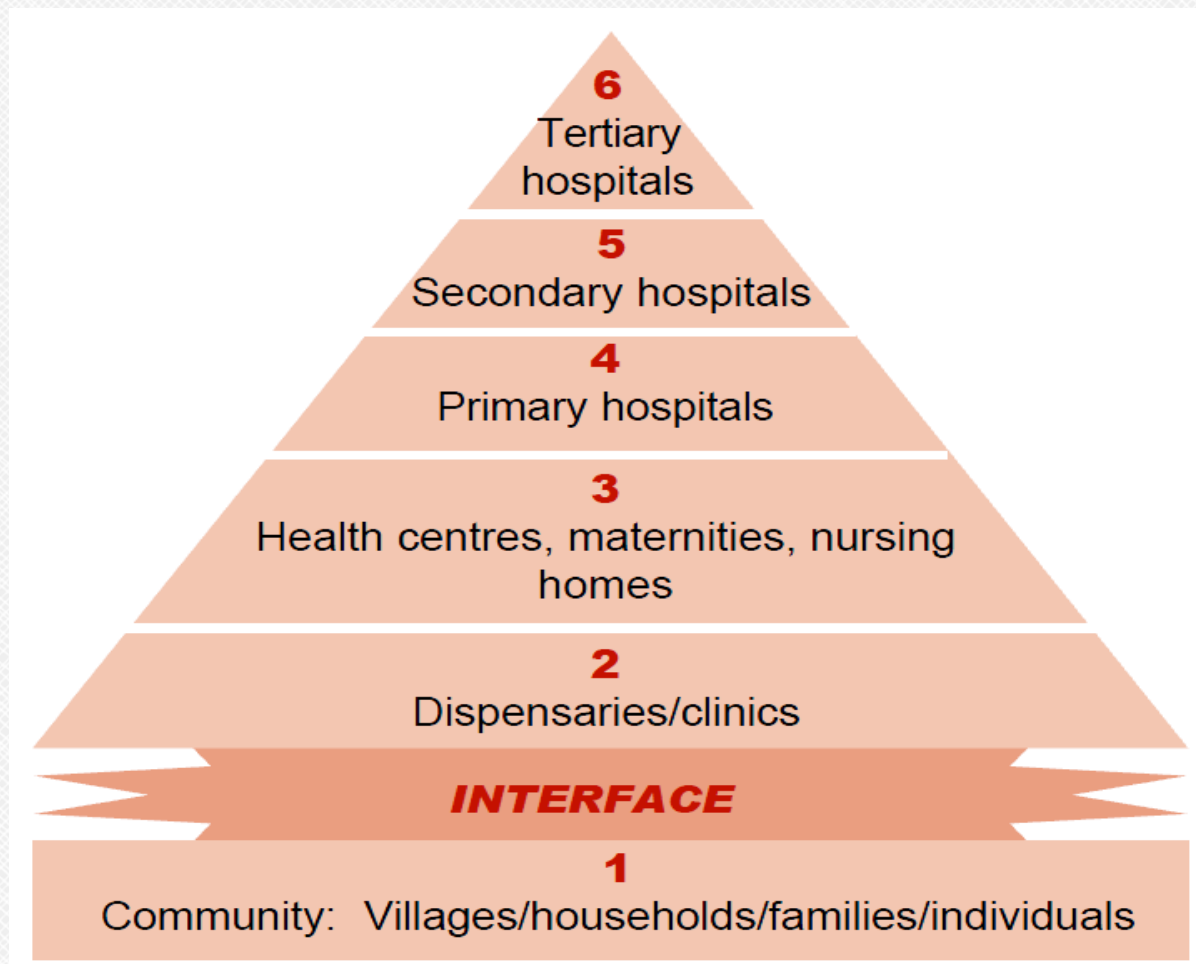 6
Tertiary
hospitals
5
Secondary hospitals
4
Primary hospitals
3
Health centres, maternities, nursing
homes
2
Dispensaries/clinics
INTERFACE
1
Community: Villages/households/families/individuals